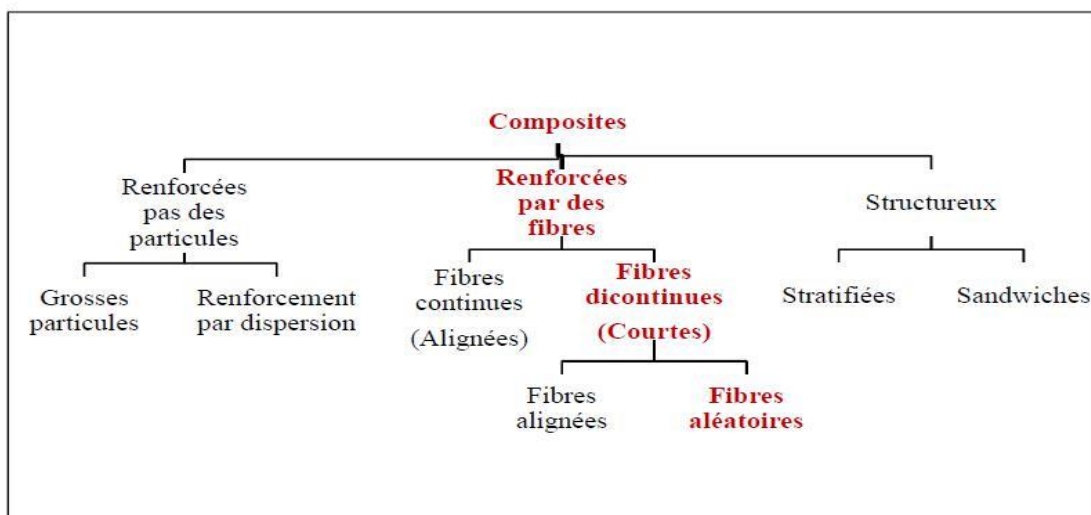 Composites
Renforcées
pas des
particules
Renforcées
par des
fibres
Structureux
Grosses
particules
Renforcement
par dispersion
Fibres
continues
(Alignées)
Fibres
dicontinues
(Courtes)
Stratifiées
Sandwiches
Fibres
alignées
Fibres
aléatoires